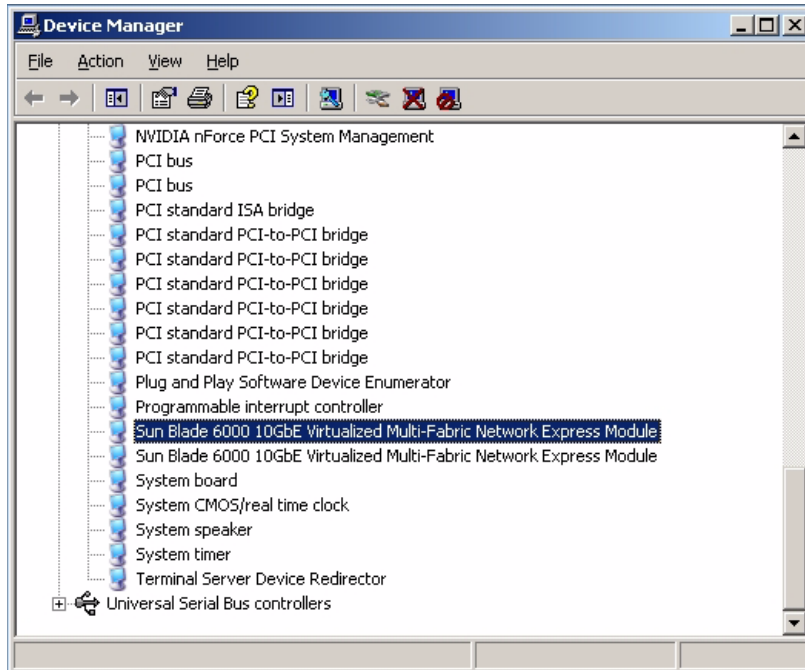 Device Manager
File Action View Help
NVIDIA nForce PCI System Management
PCI bus
PCI bus
PCI standard ISA bridge
PCI standard PCI-to-PCI bridge
PCI standard PCI-to-PCI bridge
PCI standard PCI-to-PCI bridge
PCI standard PCI-to-PCI bridge
PCI standard PCI-to-PCI bridge
PCI standard PCI-to-PCI bridge
Plug and Play Software Device Enumerator
Programmable interrupt controller
Sun Blade 6000 10GbE Virtualized Multi-Fabric Network Express Module
Sun Blade 6000 10GbE Virtualized Multi-Fabric Network Express Module
System board
System CMOS/real time clock
System speaker
System timer
Terminal Server Device Redirector
Universal Serial Bus controllers